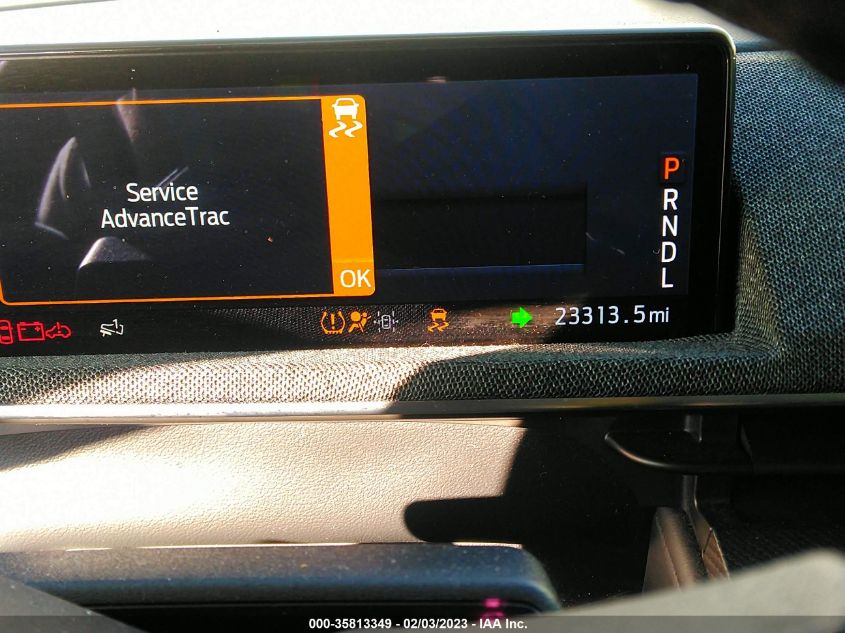 Service
AdvanceTrac
OK
P
R
N
D
L
23313.5mi
000-35813349 - 02/03/2023 - IAA Inc.